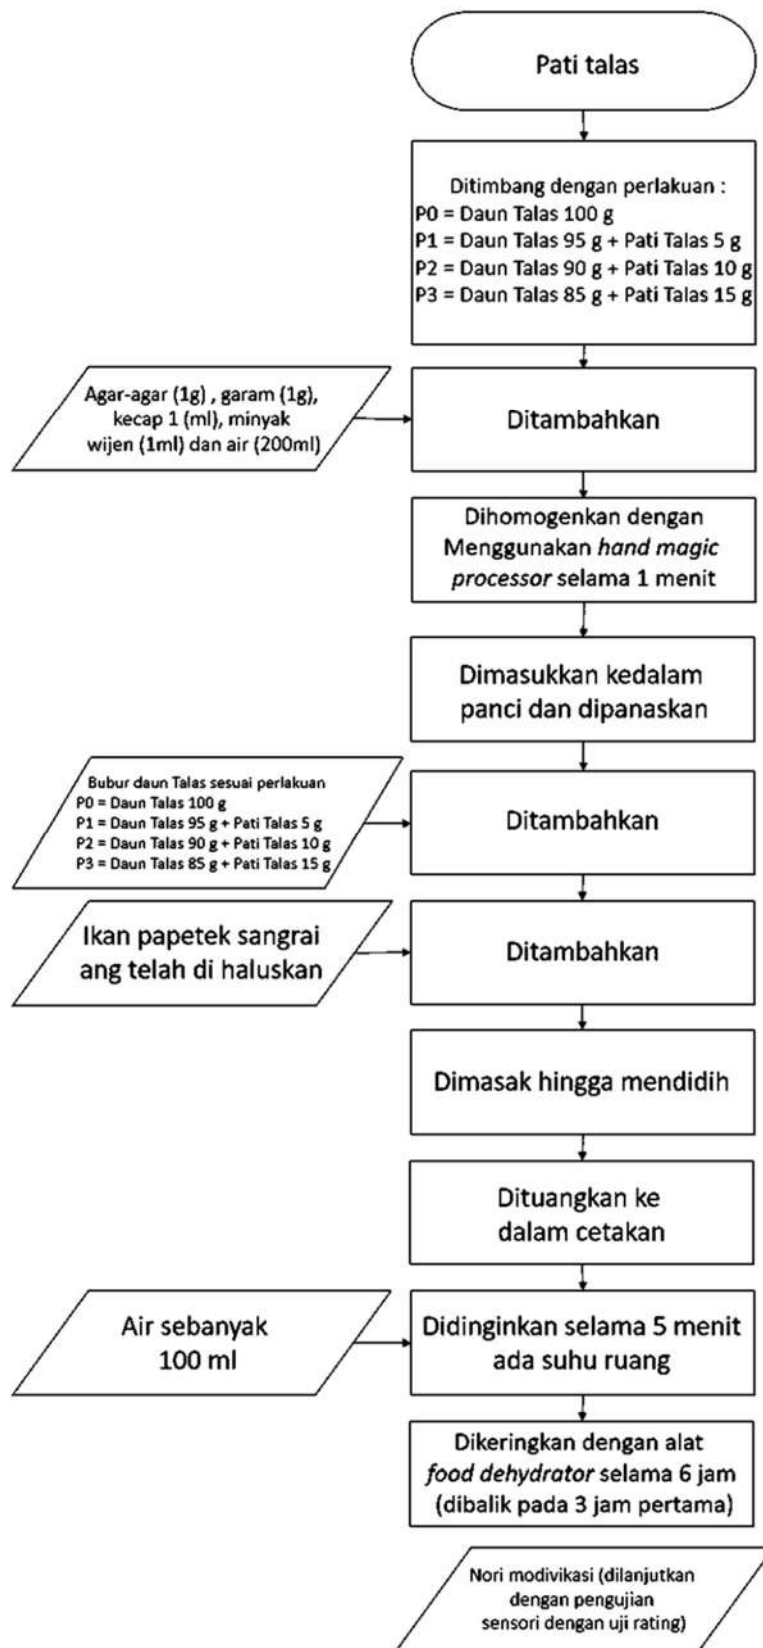 Pati talas
Ditimbang dengan perlakuan :
P0 = Daun Talas 100 g
P1 = Daun Talas 95 g + Pati Talas 5 g
P2 = Daun Talas 90 g + Pati Talas 10 g
P3 = Daun Talas 85 g + Pati Talas 15 g
Agar-agar (1g) , garam (1g),
kecap 1 (ml), minyak
wijen (1ml) dan air (200ml)
Ditambahkan
Dihomogenkan dengan
Menggunakan hand magic
processor selama 1 menit
Dimasukkan kedalam
panci dan dipanaskan
Bubur daun Talas sesuai perlakuan
P0 = Daun Talas 100 g
P1 = Daun Talas 95 g + Pati Talas 5 g
P2 = Daun Talas 90 g + Pati Talas 10 g
P3 = Daun Talas 85 g + Pati Talas 15 g
Ditambahkan
Ikan papetek sangrai
ang telah di haluskan
Ditambahkan
Dimasak hingga mendidih
Dituangkan ke
dalam cetakan
Air sebanyak
100 ml
Didinginkan selama 5 menit
ada suhu ruang
Dikeringkan dengan alat
food dehydrator selama 6 jam
(dibalik pada 3 jam pertama)
Nori modivikasi (dilanjutkan
dengan pengujian
sensori dengan uji rating)